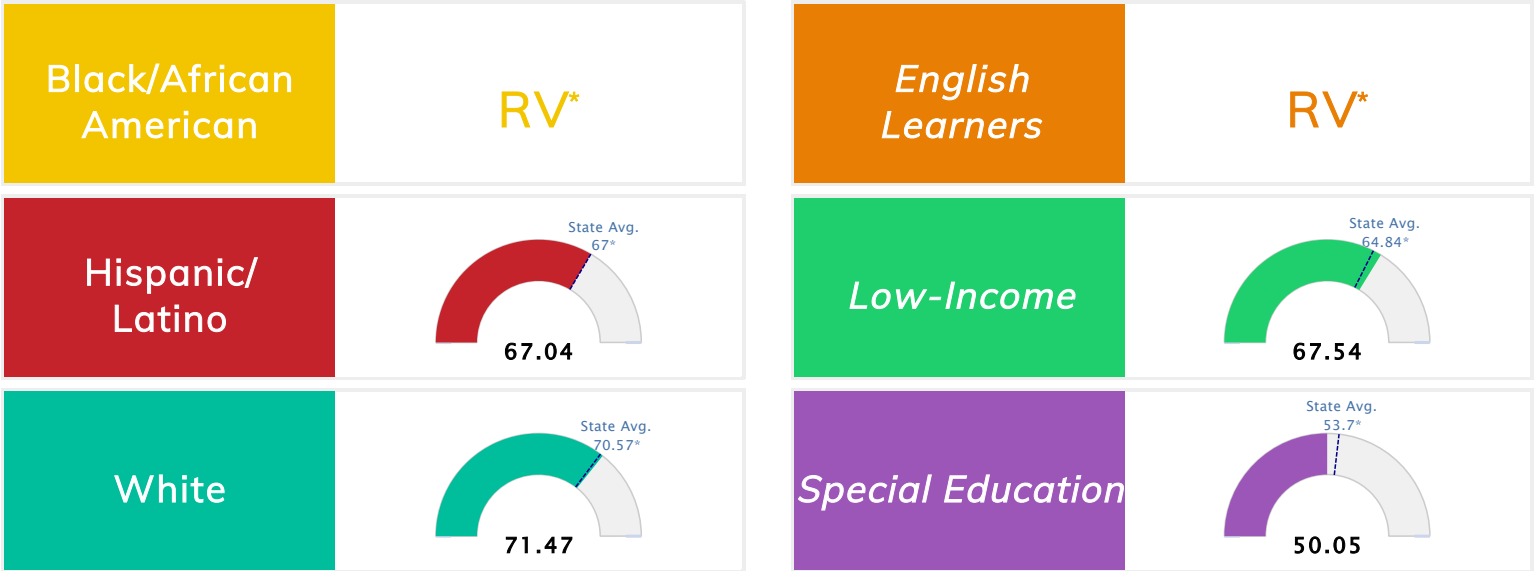 Black/African
American
RV*
English
Learners
RV*
Hispanic/
Latino
State Avg.
67*
67.04
Low-Income
State Avg.
64.84*
67.54
White
State Avg.
70.57*
71.47
Special Education
State Avg.
53.7*
50.05